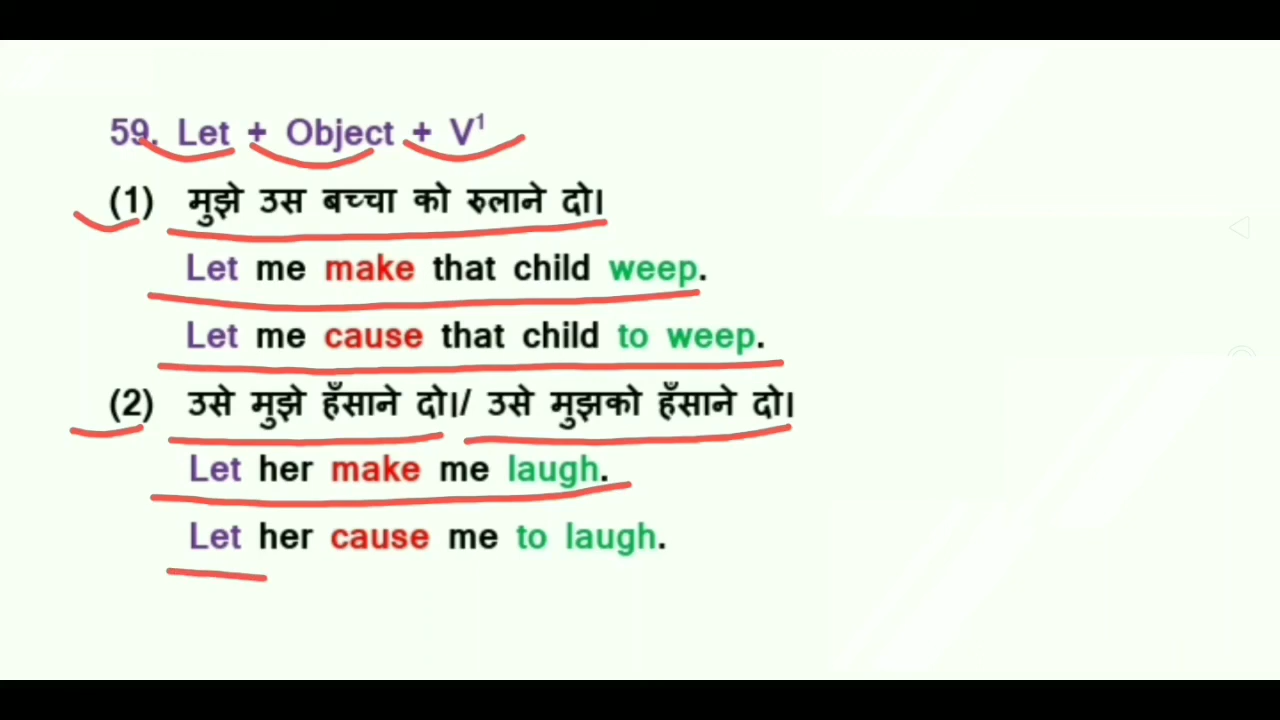 59. Let + Object + V¹
(1) मुझे उस बच्चा को रुलाने दो।
Let me make that child weep.
Let me cause that child to weep.
(2) उसे मुझे हँसाने दो।/ उसे मुझको हँसाने दो।
Let her make me laugh.
Let her cause me to laugh.